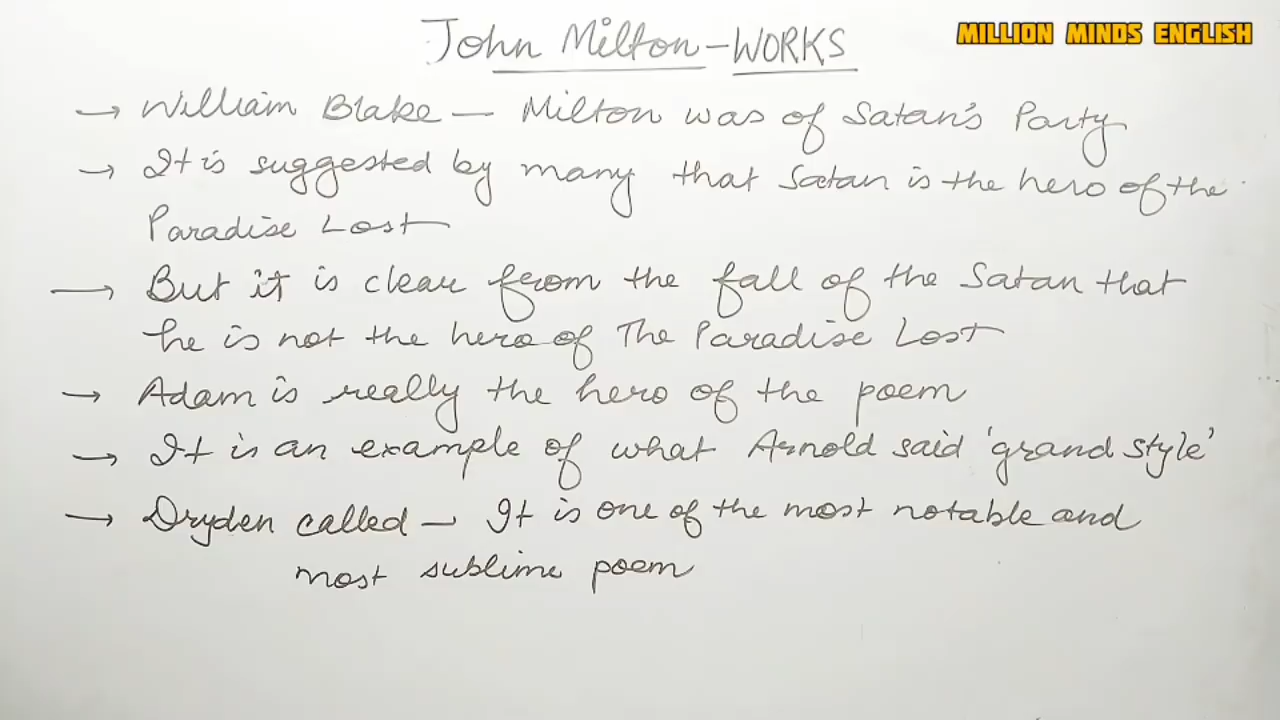 John Milton - WORKS
MILLION MINDS ENGLISH
→ William Blake - Milton was of Satan's Party
→ It is suggested by many that Satan is the hero of the
Paradise Lost
→ But it is clear from the fall of the Satan that
he is not the hero of The Paradise Lost
→ Adam is really the hero of the poem
→ It is an example of what Arnold said 'grand style'
→ Dryden called - It is one of the most notable and
most sublime poem